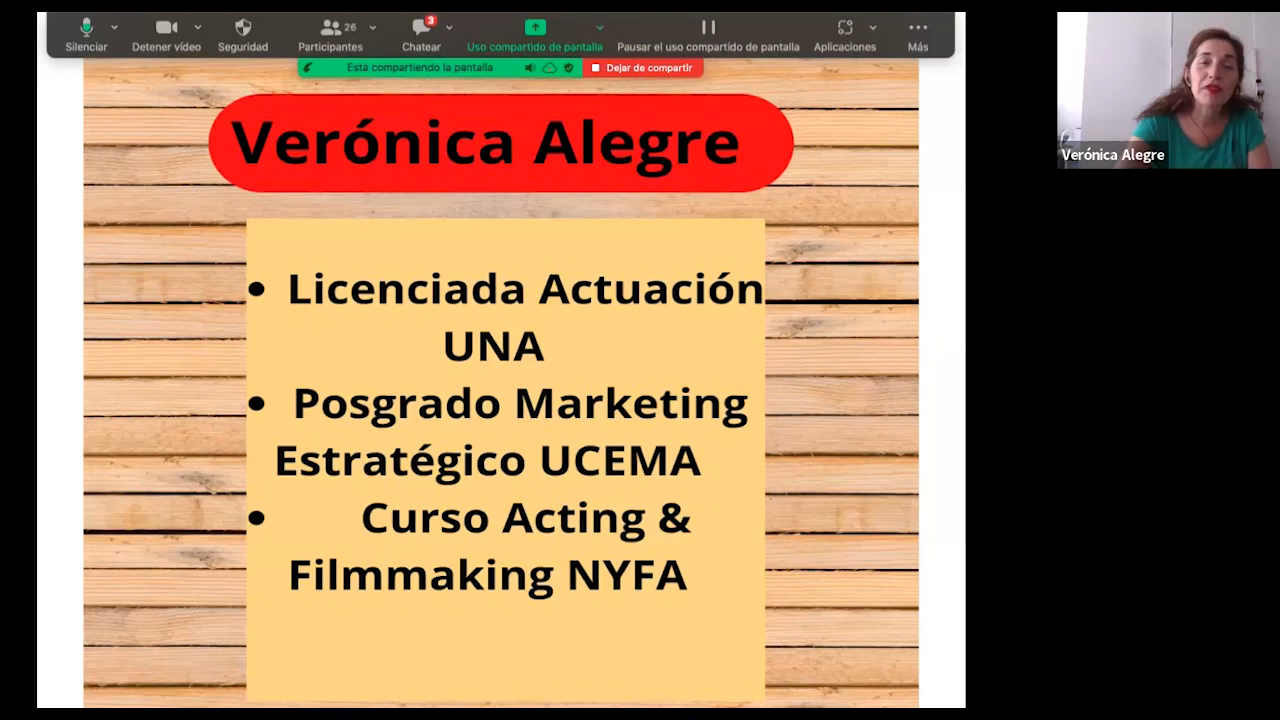 Silenciar
Detener vídeo
Seguridad
26
Participantes
3
Chatear
Uso compartido de pantalla
Pausar el uso compartido de pantalla
Aplicaciones
Más
Está compartiendo la pantalla
Dejar de compartir
Verónica Alegre
Verónica Alegre
• Licenciada Actuación
UNA
• Posgrado Marketing
Estratégico UCEMA
• Curso Acting &
Filmmaking NYFA